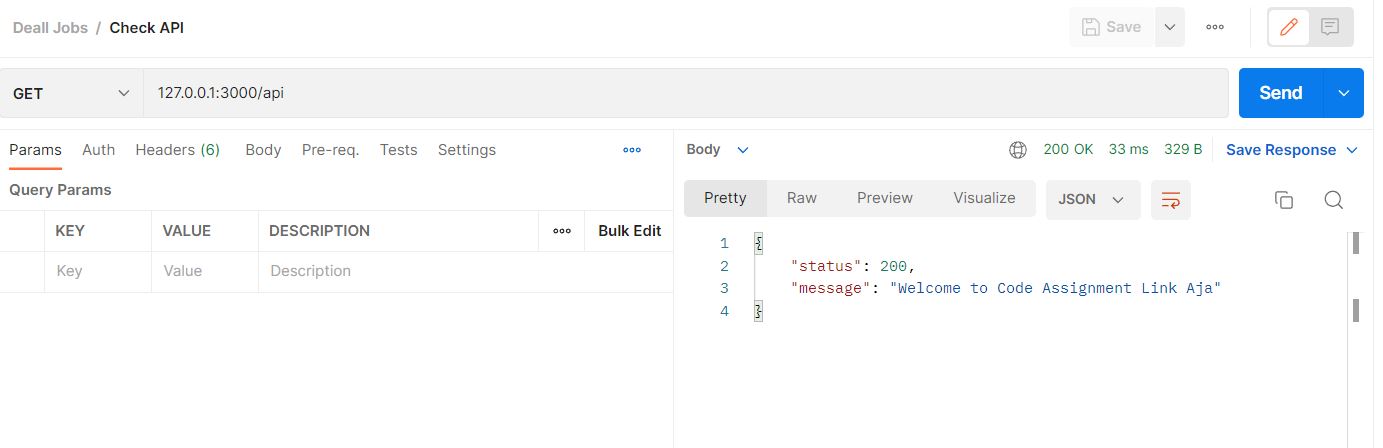 Deall Jobs / Check API
Save
GET 127.0.0.1:3000/api Send
Params Auth Headers (6) Body Pre-req. Tests Settings
Query Params
KEY VALUE DESCRIPTION Bulk Edit
Key Value Description
Body 200 OK 33 ms 329 B Save Response
Pretty Raw Preview Visualize JSON
1 {
2 "status": 200,
3 "message": "Welcome to Code Assignment Link Aja"
4 }